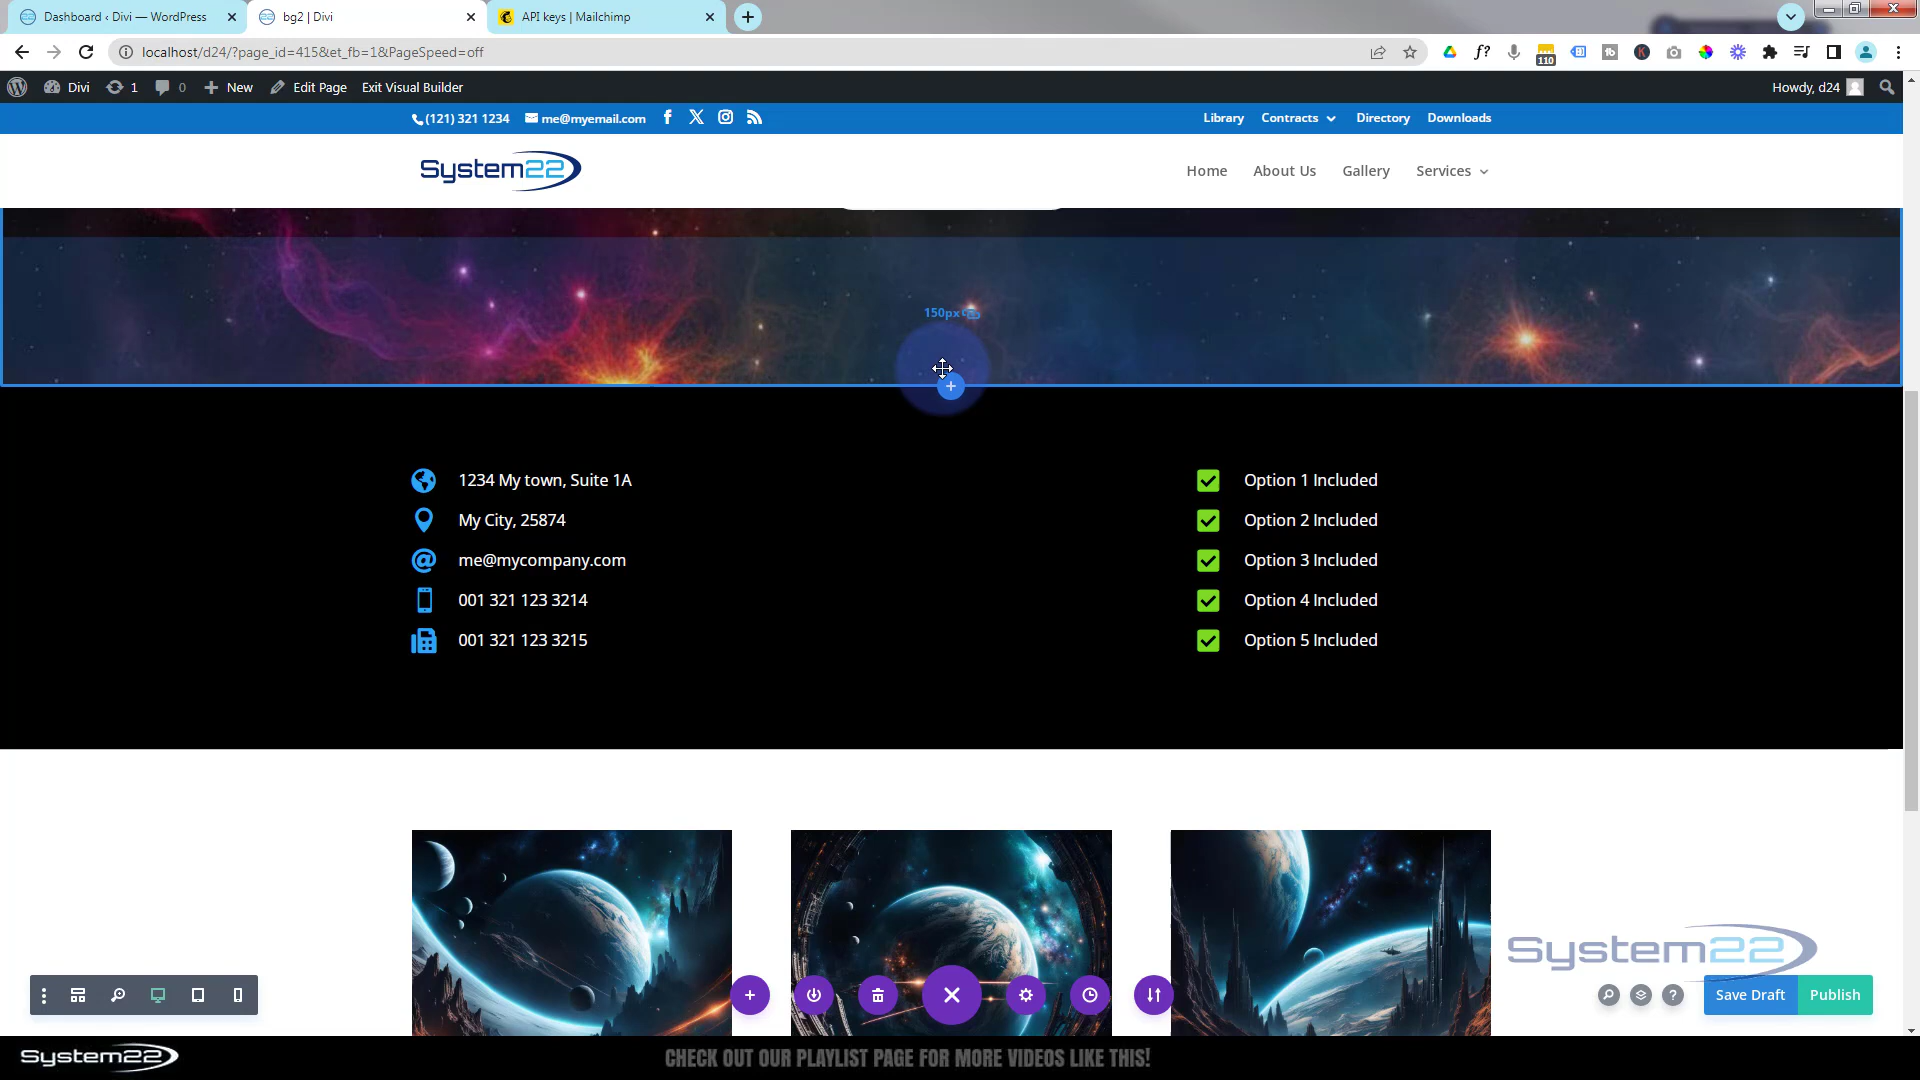 Dashboard ‹ Divi — WordPress
bg2 | Divi
API keys | Mailchimp
localhost/d24/?page_id=415&et_fb=1&PageSpeed=off
f?
110
Divi
1
0
New
Edit Page
Exit Visual Builder
Howdy, d24
(121) 321 1234
me@myemail.com
Library
Contracts
Directory
Downloads
System22
Home
About Us
Gallery
Services
150px
1234 My town, Suite 1A
My City, 25874
me@mycompany.com
001 321 123 3214
001 321 123 3215
Option 1 Included
Option 2 Included
Option 3 Included
Option 4 Included
Option 5 Included
System22
Save Draft
Publish
System22
CHECK OUT OUR PLAYLIST PAGE FOR MORE VIDEOS LIKE THIS!